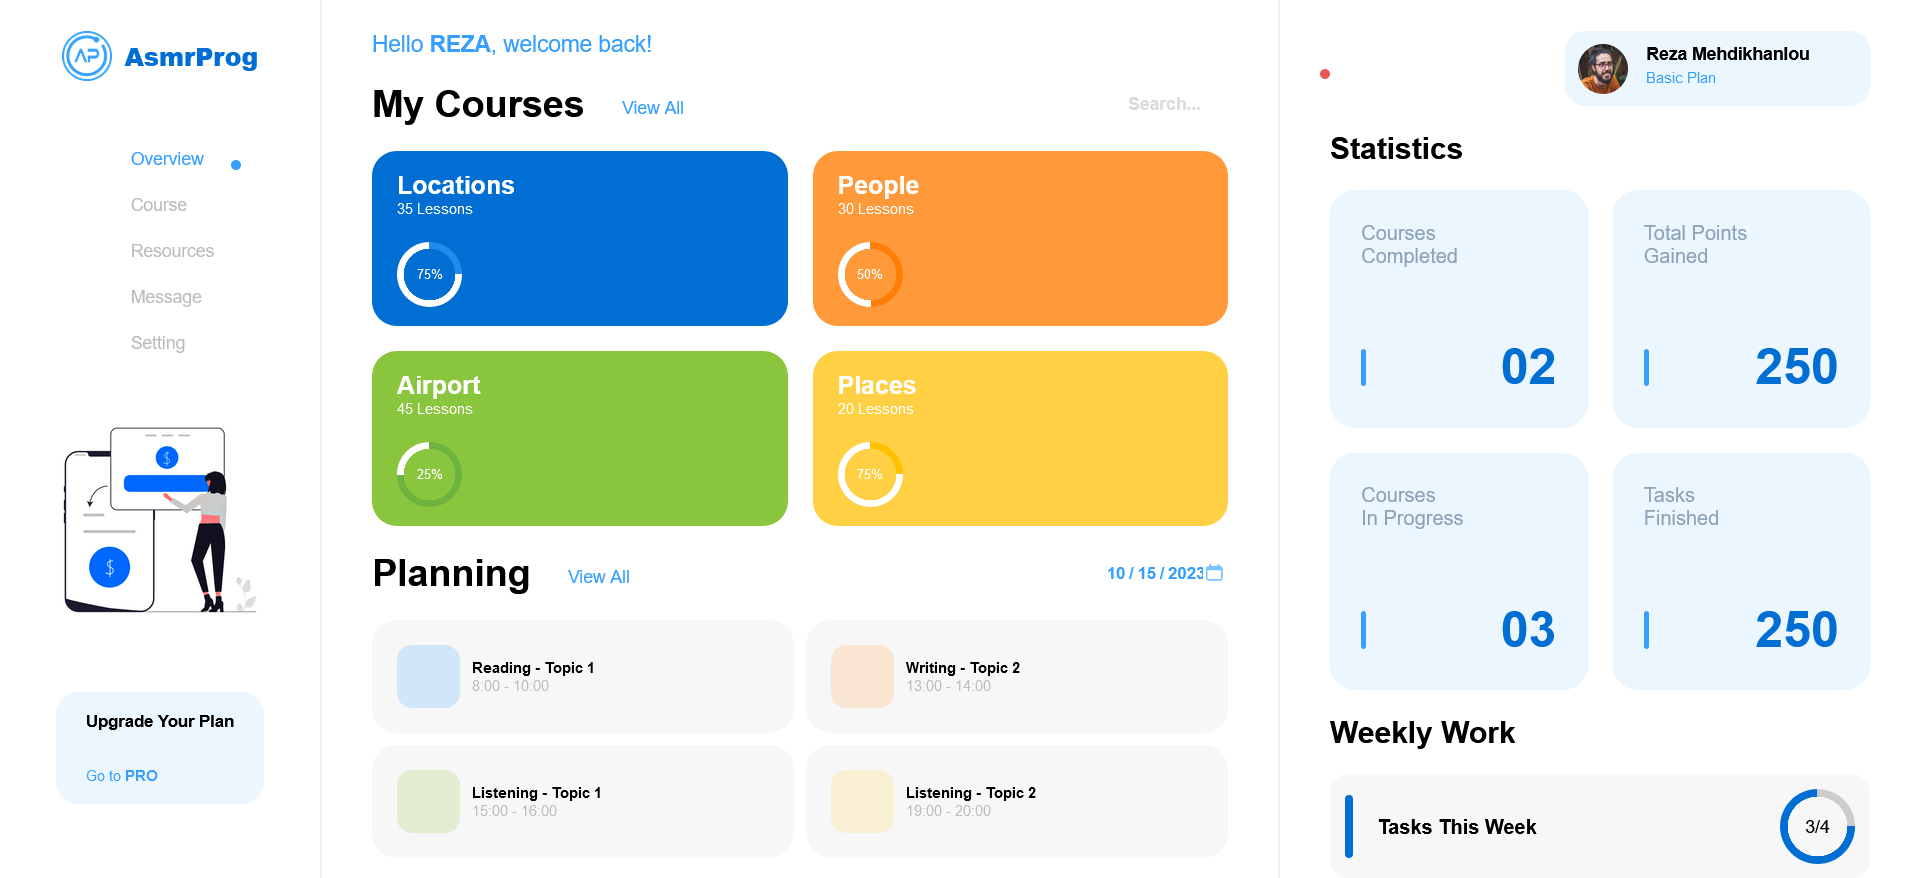 AP
AsmrProg
Overview
Course
Resources
Message
Setting
$
$
Upgrade Your Plan
Go to PRO
Hello REZA, welcome back!
My Courses
View All
Search...
Locations
35 Lessons
75%
People
30 Lessons
50%
Airport
45 Lessons
25%
Places
20 Lessons
75%
Planning
View All
10 / 15 / 2023
Reading - Topic 1
8:00 - 10:00
Writing - Topic 2
13:00 - 14:00
Listening - Topic 1
15:00 - 16:00
Listening - Topic 2
19:00 - 20:00
Reza Mehdikhanlou
Basic Plan
Statistics
Courses
Completed
02
Total Points
Gained
250
Courses
In Progress
03
Tasks
Finished
250
Weekly Work
Tasks This Week
3/4